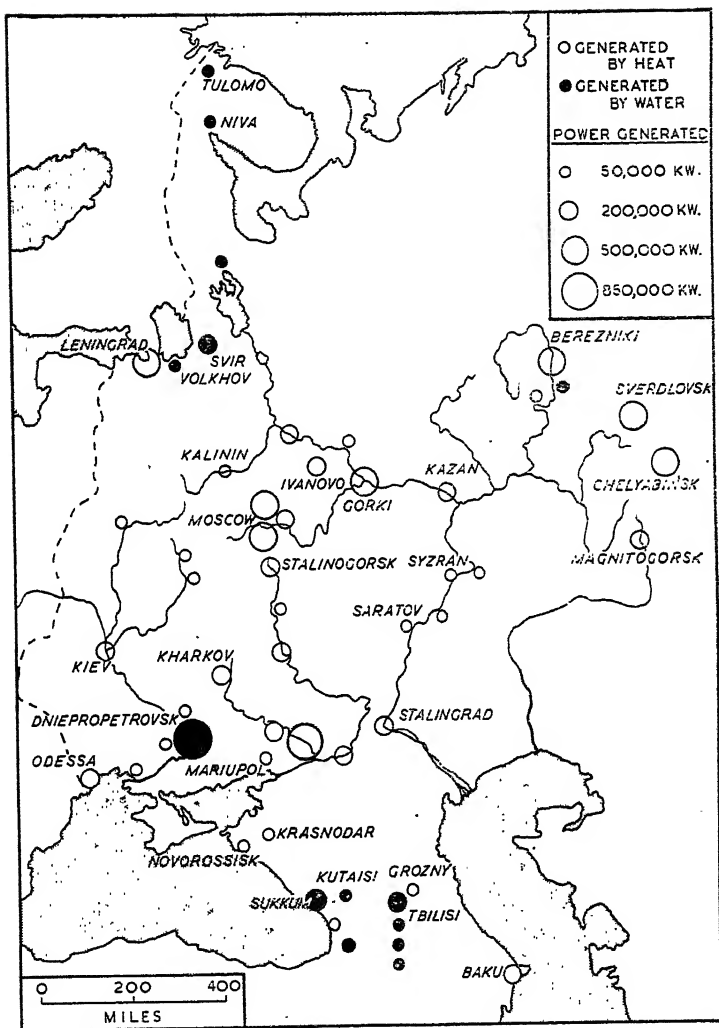 GENERATED
BY HEAT
GENERATED
BY WATER
POWER GENERATED
50,000 KW.
200,000 KW.
500,000 KW.
850,000 KW.
TULOMO
NIVA
LENINGRAD
SVIR
VOLKHOV
BEREZNIKI
SVERDLOVSK
CHELYABINSK
KALININ
IVANOVO
GORKI
KAZAN
MOSCOW
MAGNITOGORSK
STALINOGORSK
SYZRAN
SARATOV
KIEV
KHARKOV
DNIEPROPETROVSK
STALINGRAD
ODESSA
MARIUPOL
KRASNODAR
NOVOROSSISK
KUTAISI
GROZNY
SUKKUM
TBILISI
BAKU
0 200 400
MILES